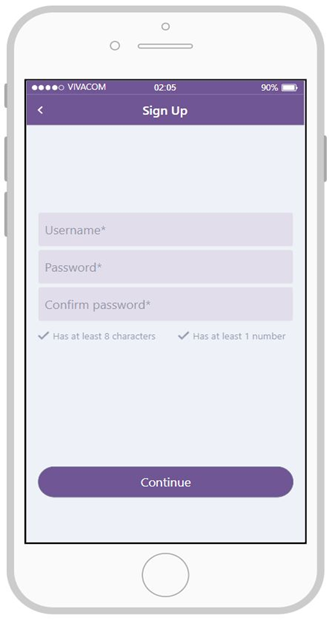 VIVACOM 02:05 90%
Sign Up
Username*
Password*
Confirm password*
Has at least 8 characters Has at least 1 number
Continue